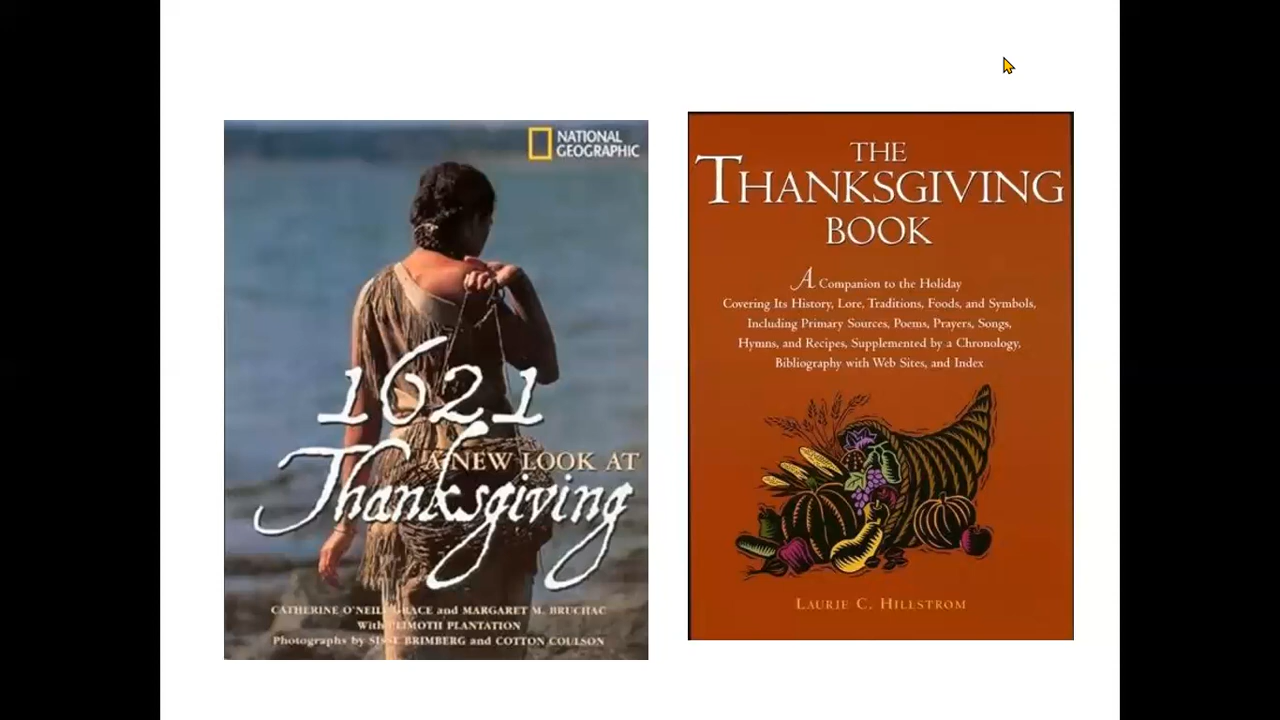 NATIONAL
GEOGRAPHIC
1621
A NEW LOOK AT
Thanksgiving
CATHERINE O'NEILL GRACE and MARGARET M. BRUCHAC
With PLIMOTH PLANTATION
Photographs by SISSE BRIMBERG and COTTON COULSON
THE
THANKSGIVING
BOOK
A Companion to the Holiday
Covering Its History, Lore, Traditions, Foods, and Symbols,
Including Primary Sources, Poems, Prayers, Songs,
Hymns, and Recipes, Supplemented by a Chronology,
Bibliography with Web Sites, and Index
LAURIE C. HILLSTROM